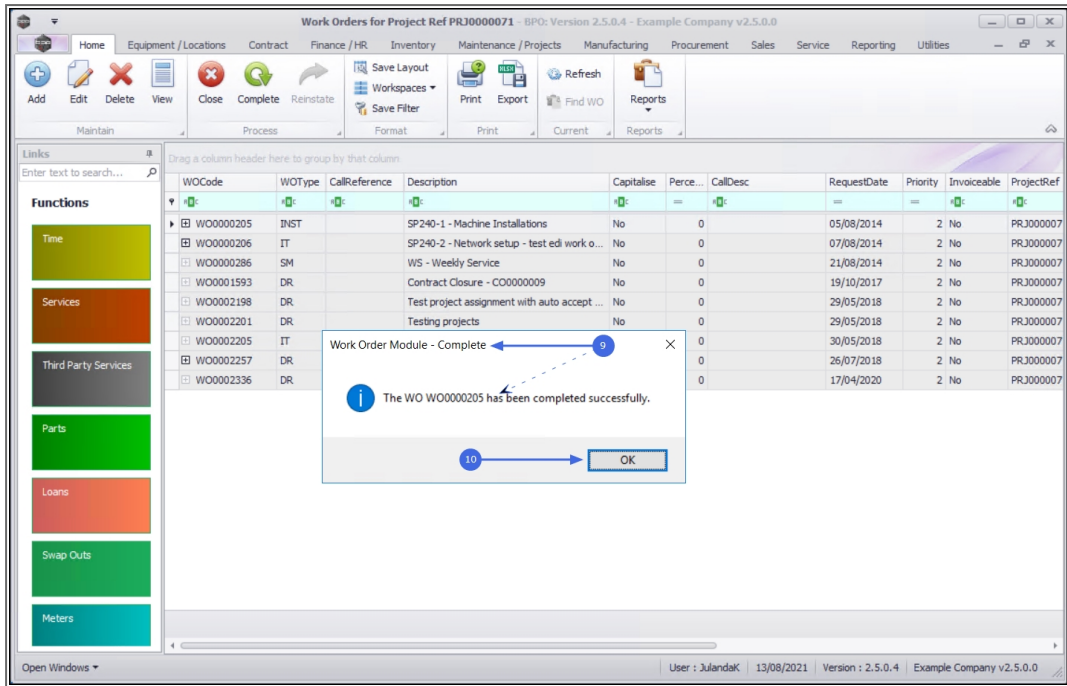 Work Orders for Project Ref PRJ0000071 - BPO: Version 2.5.0.4 - Example Company v2.5.0.0
Home Equipment / Locations Contract Finance / HR Inventory Maintenance / Projects Manufacturing Procurement Sales Service Reporting Utilities
Add Edit Delete View Close Complete Reinstate Save Layout Workspaces Save Filter Print Export Refresh Find WO Reports
Maintain Process Format Print Current Reports
Links
Enter text to search...
Functions
Time
Services
Third Party Services
Parts
Loans
Swap Outs
Meters
Drag a column header here to group by that column
WOCode WOType CallReference Description Capitalise Perce... CallDesc RequestDate Priority Invoiceable ProjectRef
WO0000205 INST SP240-1 - Machine Installations No 0 05/08/2014 2 No PRJ000007
WO0000206 IT SP240-2 - Network setup - test edi work o... No 0 07/08/2014 2 No PRJ000007
WO0000286 SM WS - Weekly Service No 0 21/08/2014 2 No PRJ000007
WO0001593 DR Contract Closure - CO0000009 No 0 19/10/2017 2 No PRJ000007
WO0002198 DR Test project assignment with auto accept ... No 0 29/05/2018 2 No PRJ000007
WO0002201 DR Testing projects No 0 29/05/2018 2 No PRJ000007
WO0002205 IT 0 30/05/2018 2 No PRJ000007
WO0002257 DR 0 26/07/2018 2 No PRJ000007
WO0002336 DR 0 17/04/2020 2 No PRJ000007
Work Order Module - Complete 9
The WO WO0000205 has been completed successfully.
10 OK
Open Windows User : JulandaK 13/08/2021 Version : 2.5.0.4 Example Company v2.5.0.0